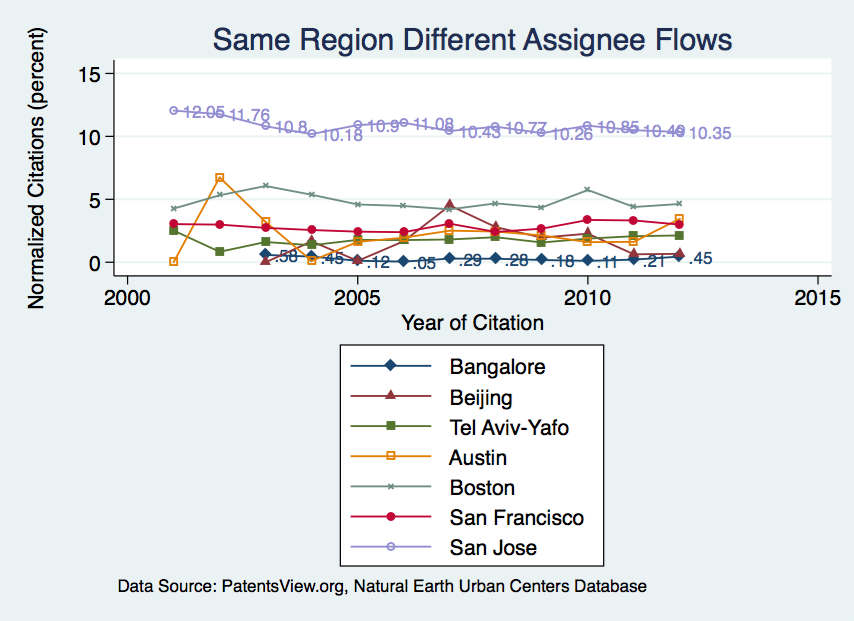 Same Region Different Assignee Flows
Normalized Citations (percent)
15
10
5
0
12.05 11.76 10.8 10.18 10.9 11.08 10.43 10.77 10.26 10.85 10.49 10.35
.58 .45 .12 .05 .29 .28 .18 .11 .21 .45
2000 2005 2010 2015
Year of Citation
Bangalore
Beijing
Tel Aviv-Yafo
Austin
Boston
San Francisco
San Jose
Data Source: PatentsView.org, Natural Earth Urban Centers Database